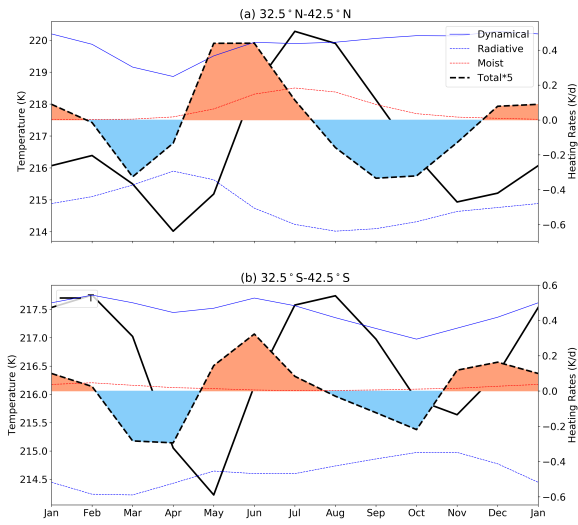 (a) 32.5°N-42.5°N
Temperature (K)
220
219
218
217
216
215
214
Dynamical
Radiative
Moist
Total*5
0.4
0.2
0.0
−0.2
−0.4
−0.6
Heating Rates (K/d)
(b) 32.5°S-42.5°S
Temperature (K)
217.5
217.0
216.5
216.0
215.5
215.0
214.5
T
0.6
0.4
0.2
0.0
−0.2
−0.4
−0.6
Heating Rates (K/d)
Jan Feb Mar Apr May Jun Jul Aug Sep Oct Nov Dec Jan